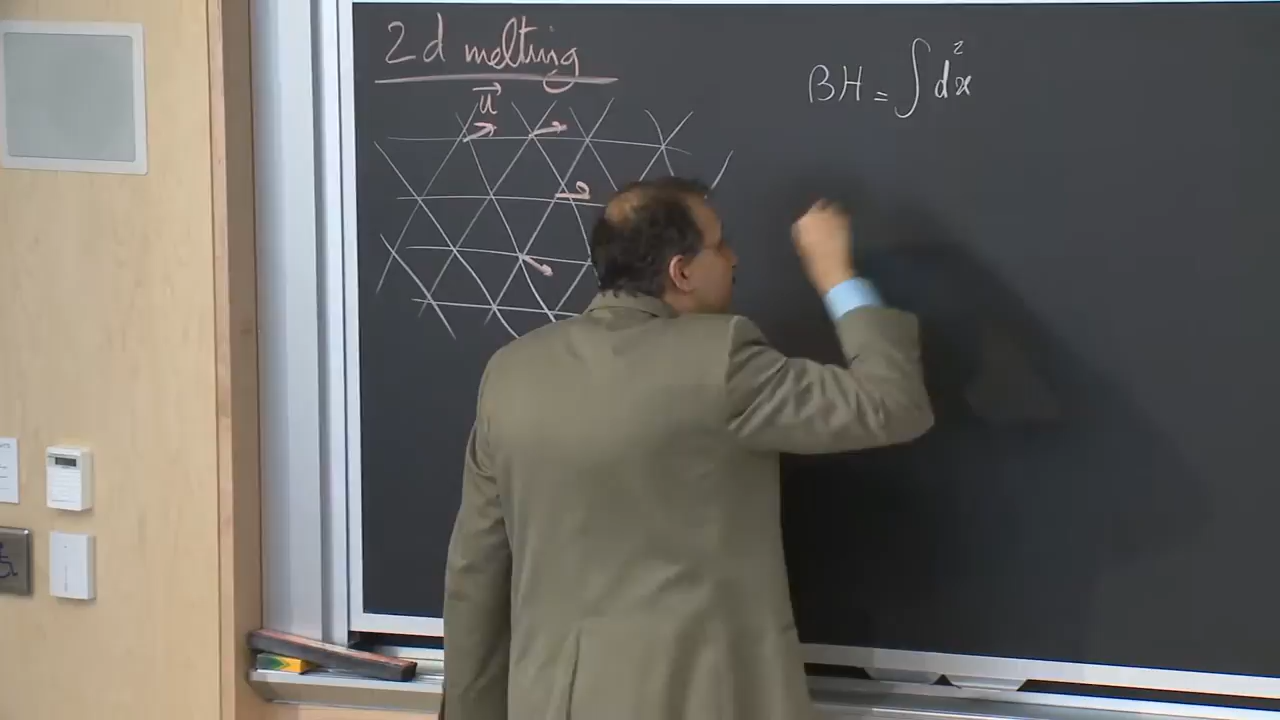 2d melting
u⃗
βH = ∫ d²x